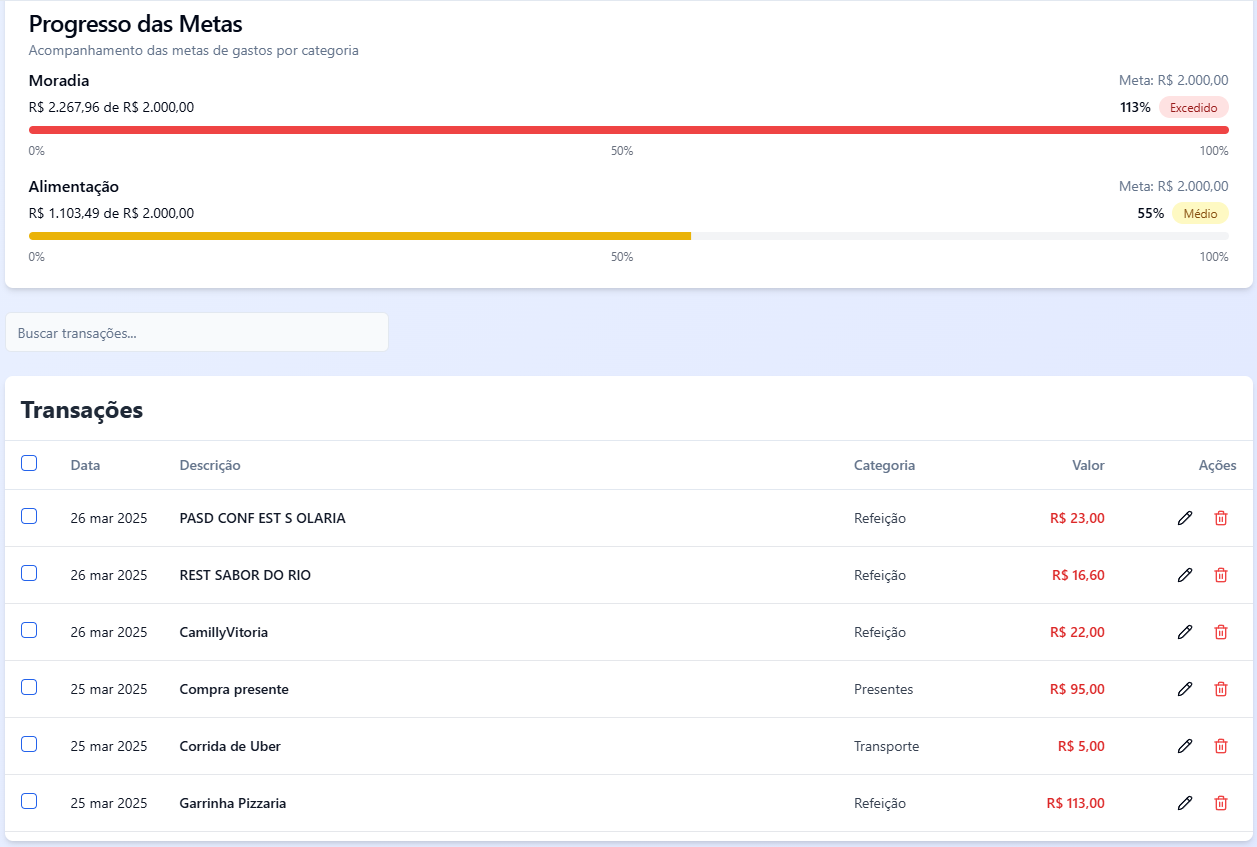 Progresso das Metas
Acompanhamento das metas de gastos por categoria
Moradia Meta: R$ 2.000,00
R$ 2.267,96 de R$ 2.000,00 113% Excedido
0% 50% 100%
Alimentação Meta: R$ 2.000,00
R$ 1.103,49 de R$ 2.000,00 55% Médio
0% 50% 100%
Buscar transações...
Transações
Data Descrição Categoria Valor Ações
26 mar 2025 PASD CONF EST S OLARIA Refeição R$ 23,00
26 mar 2025 REST SABOR DO RIO Refeição R$ 16,60
26 mar 2025 CamillyVitoria Refeição R$ 22,00
25 mar 2025 Compra presente Presentes R$ 95,00
25 mar 2025 Corrida de Uber Transporte R$ 5,00
25 mar 2025 Garrinha Pizzaria Refeição R$ 113,00